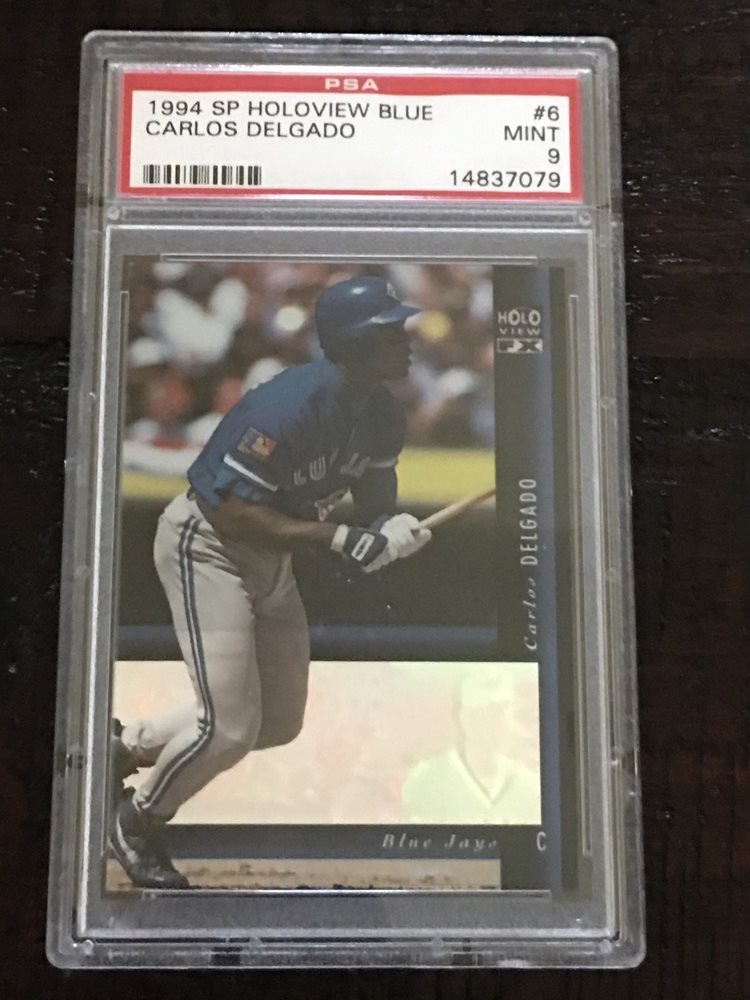 PSA
1994 SP HOLOVIEW BLUE #6
CARLOS DELGADO MINT
9
14837079
HOLO
VIEW
FX
Carlos DELGADO
Blue Jays C